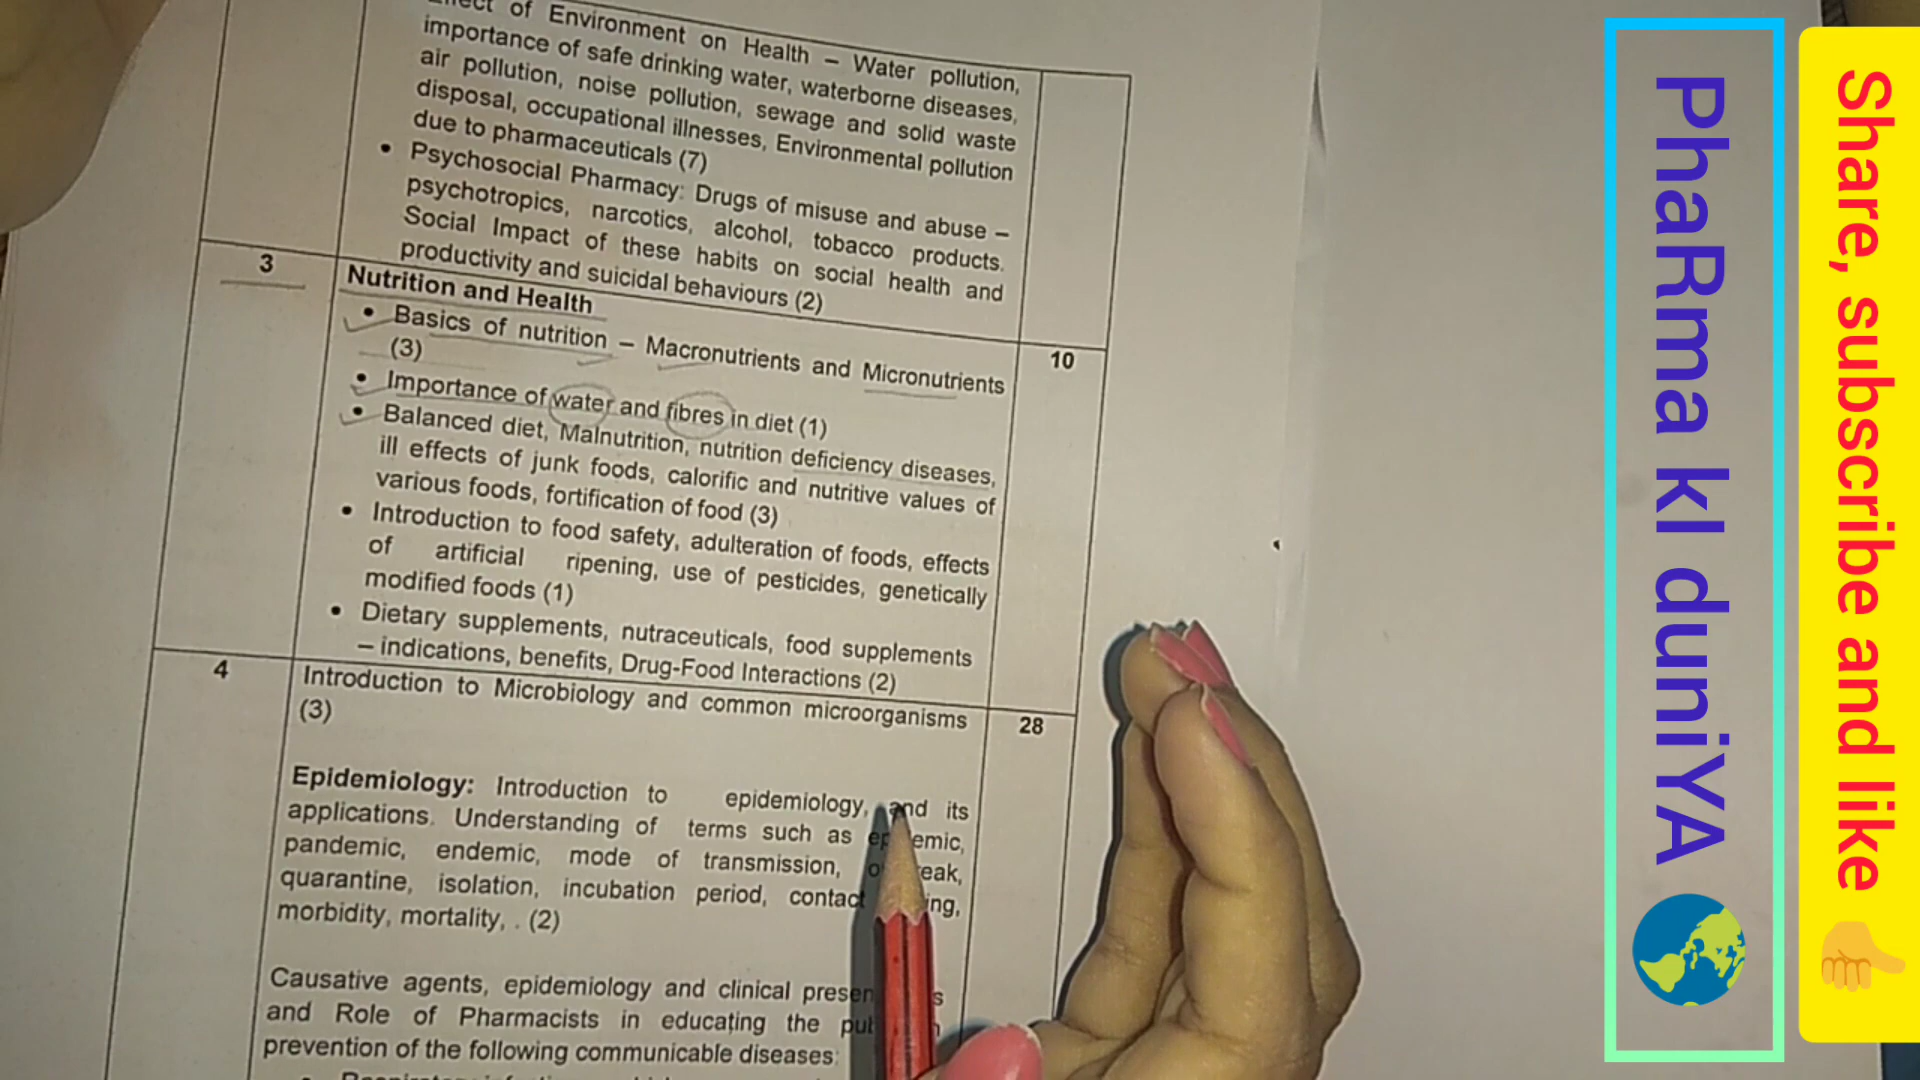 of Environment on Health – Water pollution,
importance of safe drinking water, waterborne diseases,
air pollution, noise pollution, sewage and solid waste
disposal, occupational illnesses, Environmental pollution
due to pharmaceuticals (7)
• Psychosocial Pharmacy: Drugs of misuse and abuse –
psychotropics, narcotics, alcohol, tobacco products.
Social Impact of these habits on social health and
productivity and suicidal behaviours (2)
3
Nutrition and Health
10
• Basics of nutrition – Macronutrients and Micronutrients
(3)
• Importance of water and fibres in diet (1)
• Balanced diet, Malnutrition, nutrition deficiency diseases,
ill effects of junk foods, calorific and nutritive values of
various foods, fortification of food (3)
• Introduction to food safety, adulteration of foods, effects
of artificial ripening, use of pesticides, genetically
modified foods (1)
• Dietary supplements, nutraceuticals, food supplements
– indications, benefits, Drug-Food Interactions (2)
4
Introduction to Microbiology and common microorganisms
(3)
28
Epidemiology: Introduction to epidemiology, and its
applications. Understanding of terms such as
pandemic, endemic, mode of transmission,
quarantine, isolation, incubation period, contact
morbidity, mortality, . (2)
Causative agents, epidemiology and clinical
and Role of Pharmacists in educating the
prevention of the following communicable diseases:
PhaRma kI duniYA
Share, subscribe and like